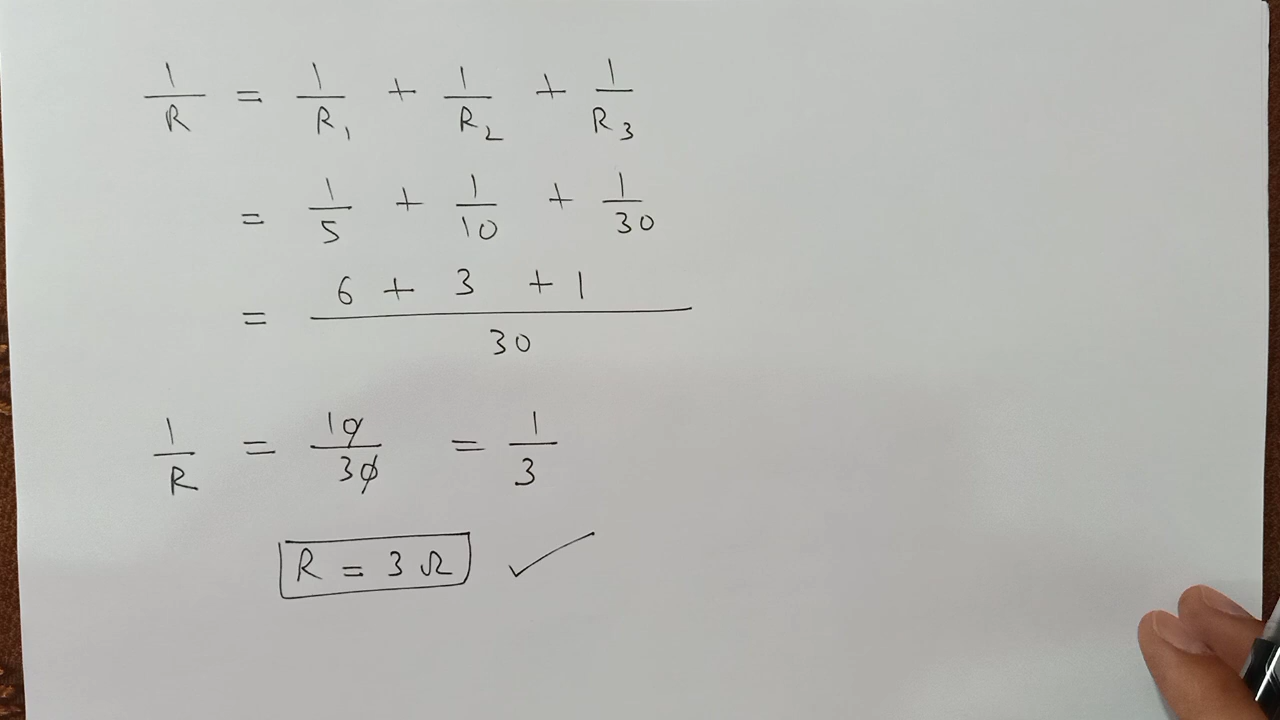 1/R = 1/R₁ + 1/R₂ + 1/R₃
= 1/5 + 1/10 + 1/30
= (6 + 3 + 1)/30
1/R = 10/30 = 1/3
R = 3 Ω ✓